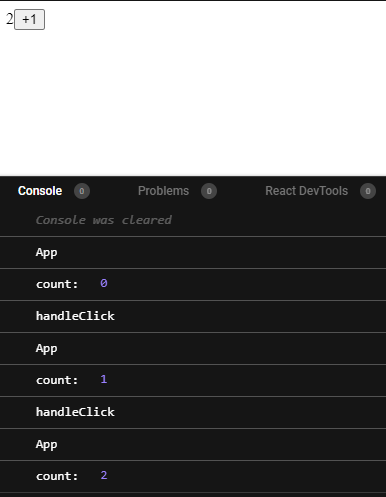 2 +1
Console 0 Problems 0 React DevTools 0
Console was cleared
App
count: 0
handleClick
App
count: 1
handleClick
App
count: 2